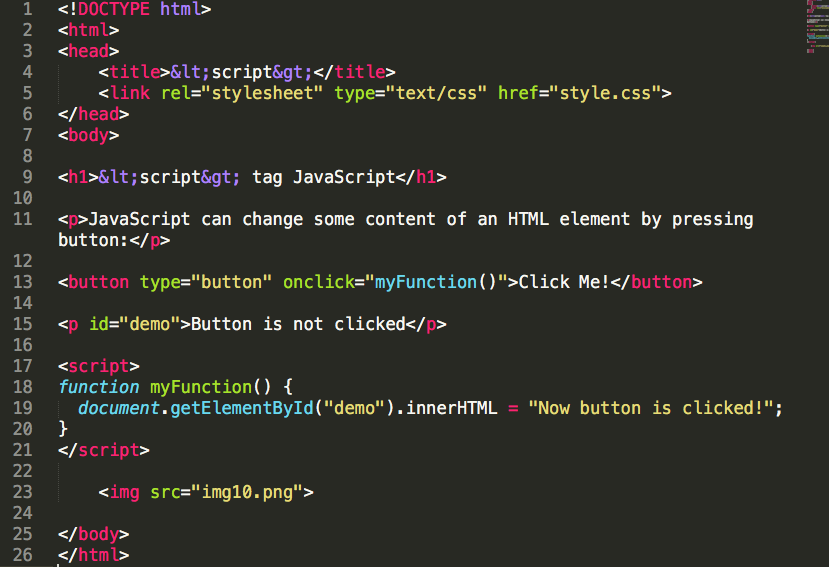 1 <!DOCTYPE html>
2 <html>
3 <head>
4     <title>&lt;script&gt;</title>
5     <link rel="stylesheet" type="text/css" href="style.css">
6 </head>
7 <body>
8
9 <h1>&lt;script&gt; tag JavaScript</h1>
10
11 <p>JavaScript can change some content of an HTML element by pressing
button:</p>
12
13 <button type="button" onclick="myFunction()">Click Me!</button>
14
15 <p id="demo">Button is not clicked</p>
16
17 <script>
18 function myFunction() {
19   document.getElementById("demo").innerHTML = "Now button is clicked!";
20 }
21 </script>
22
23     <img src="img10.png">
24
25 </body>
26 </html>